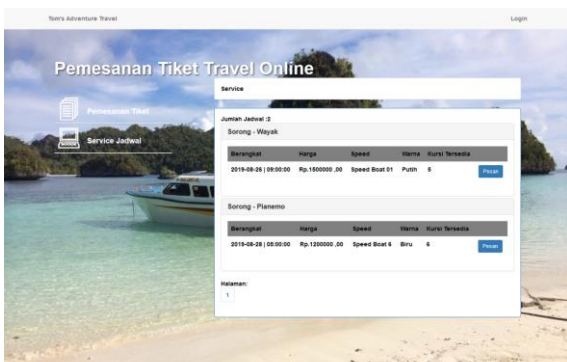 Tom's Adventure Travel
Login
Pemesanan Tiket Travel Online
Service
Pemesanan Tiket
Service Jadwal
Jumlah Jadwal :2
Sorong - Wayak
Berangkat Harga Speed Warna Kursi Tersedia
2019-08-26 | 09:00:00 Rp.1500000 ,00 Speed Boat 01 Putih 5 Pesan
Sorong - Pianemo
Berangkat Harga Speed Warna Kursi Tersedia
2019-08-28 | 08:00:00 Rp.1200000 ,00 Speed Boat 6 Biru 6 Pesan
Halaman:
1